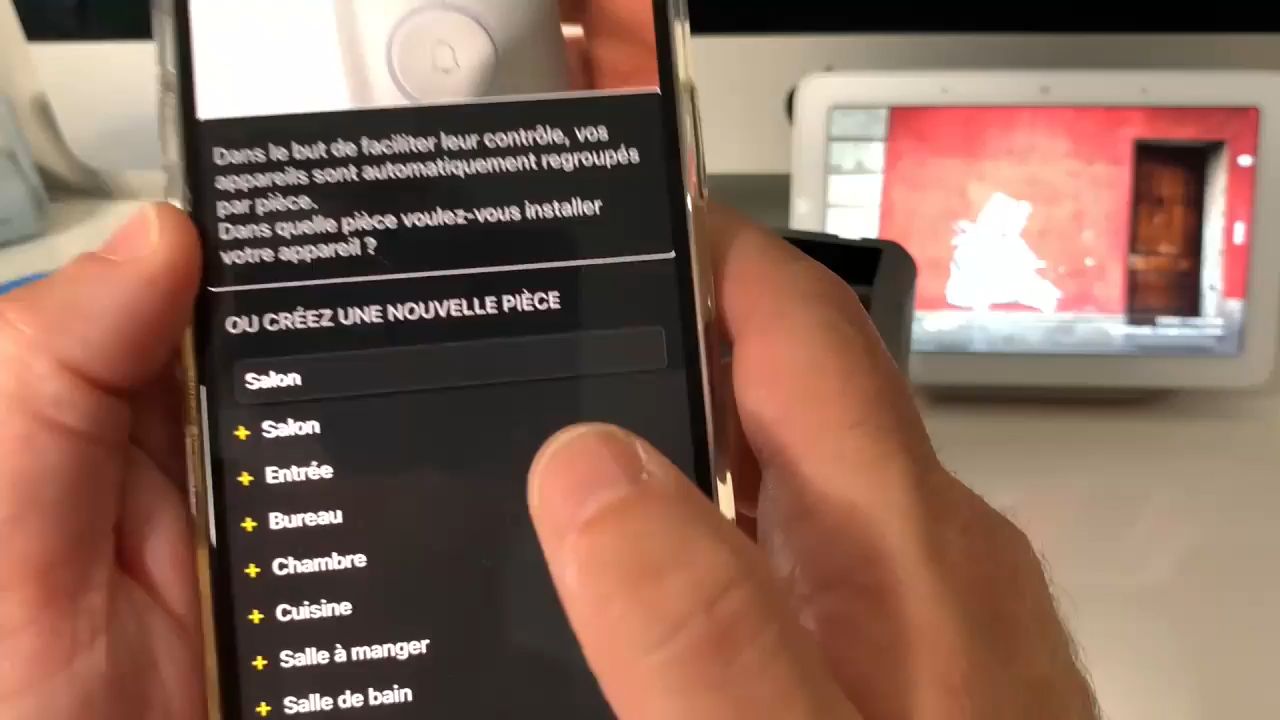 Dans le but de faciliter leur contrôle, vos
appareils sont automatiquement regroupés
par pièce.
Dans quelle pièce voulez-vous installer
votre appareil ?
OU CRÉEZ UNE NOUVELLE PIÈCE
Salon
+ Salon
+ Entrée
+ Bureau
+ Chambre
+ Cuisine
+ Salle à manger
+ Salle de bain